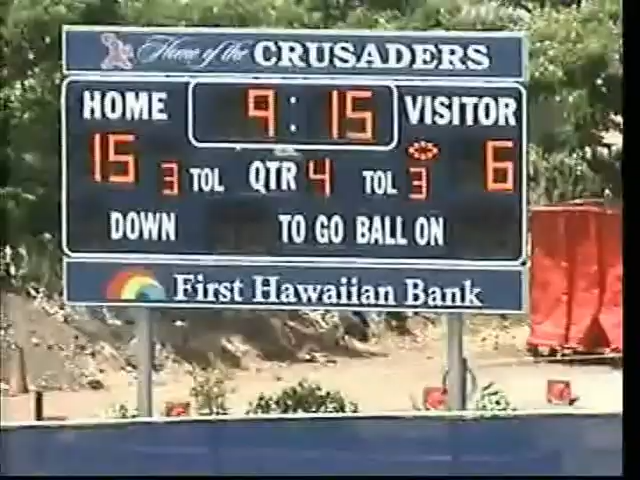 Home of the CRUSADERS
HOME 9:15 VISITOR
15 3 TOL QTR 4 TOL 3 6
DOWN TO GO BALL ON
First Hawaiian Bank